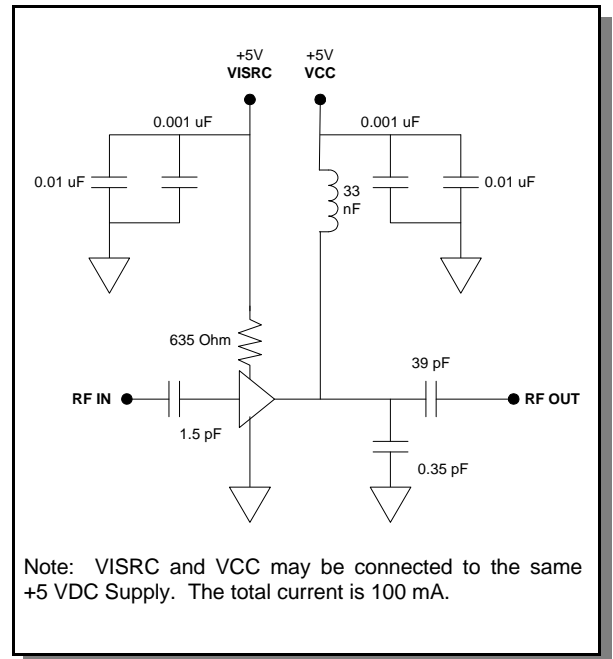 +5V
VISRC
+5V
VCC
0.001 uF
0.001 uF
0.01 uF
33
nF
0.01 uF
635 Ohm
39 pF
RF IN
RF OUT
1.5 pF
0.35 pF
Note: VISRC and VCC may be connected to the same
+5 VDC Supply. The total current is 100 mA.